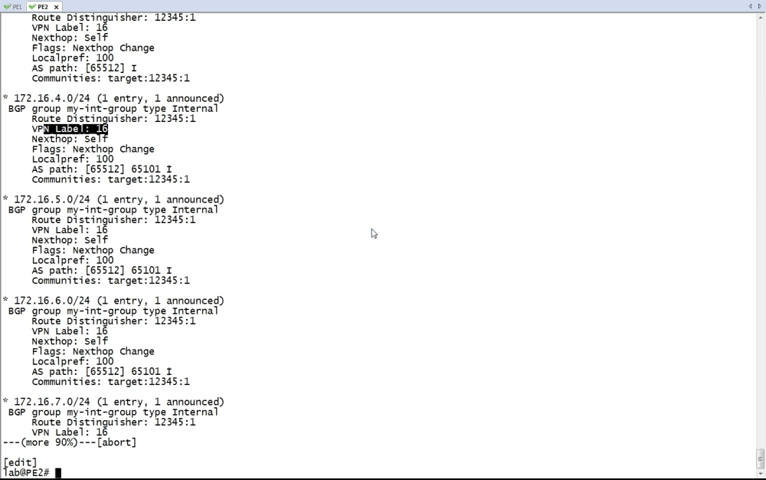 PE1 PE2 ×
Route Distinguisher: 12345:1
VPN Label: 16
Nexthop: Self
Flags: Nexthop Change
Localpref: 100
AS path: [65512] I
Communities: target:12345:1
* 172.16.4.0/24 (1 entry, 1 announced)
BGP group my-int-group type Internal
Route Distinguisher: 12345:1
VPN Label: 16
Nexthop: Self
Flags: Nexthop Change
Localpref: 100
AS path: [65512] 65101 I
Communities: target:12345:1
* 172.16.5.0/24 (1 entry, 1 announced)
BGP group my-int-group type Internal
Route Distinguisher: 12345:1
VPN Label: 16
Nexthop: Self
Flags: Nexthop Change
Localpref: 100
AS path: [65512] 65101 I
Communities: target:12345:1
* 172.16.6.0/24 (1 entry, 1 announced)
BGP group my-int-group type Internal
Route Distinguisher: 12345:1
VPN Label: 16
Nexthop: Self
Flags: Nexthop Change
Localpref: 100
AS path: [65512] 65101 I
Communities: target:12345:1
* 172.16.7.0/24 (1 entry, 1 announced)
BGP group my-int-group type Internal
Route Distinguisher: 12345:1
VPN Label: 16
---(more 90%)---[abort]
[edit]
lab@PE2#